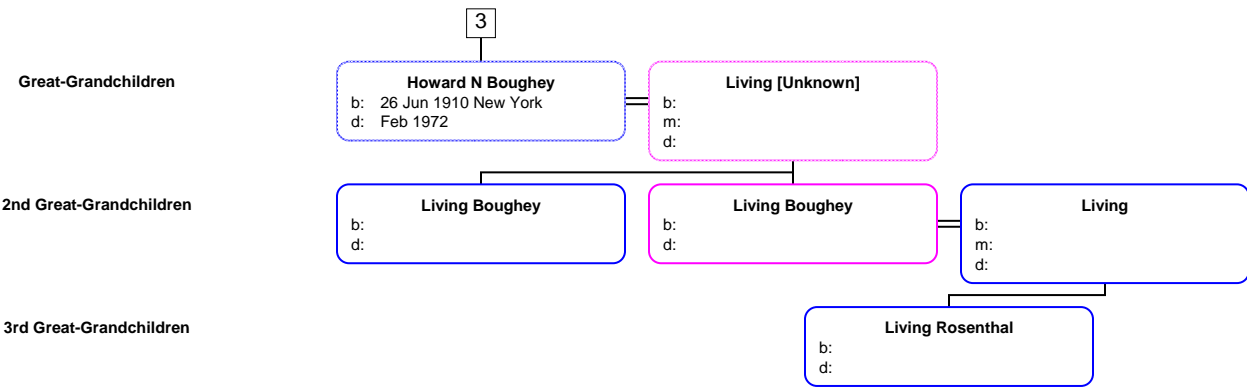 3
Great-Grandchildren
Howard N Boughey
b: 26 Jun 1910 New York
d: Feb 1972
Living [Unknown]
b:
m:
d:
2nd Great-Grandchildren
Living Boughey
b:
d:
Living Boughey
b:
d:
Living
b:
m:
d:
3rd Great-Grandchildren
Living Rosenthal
b:
d: